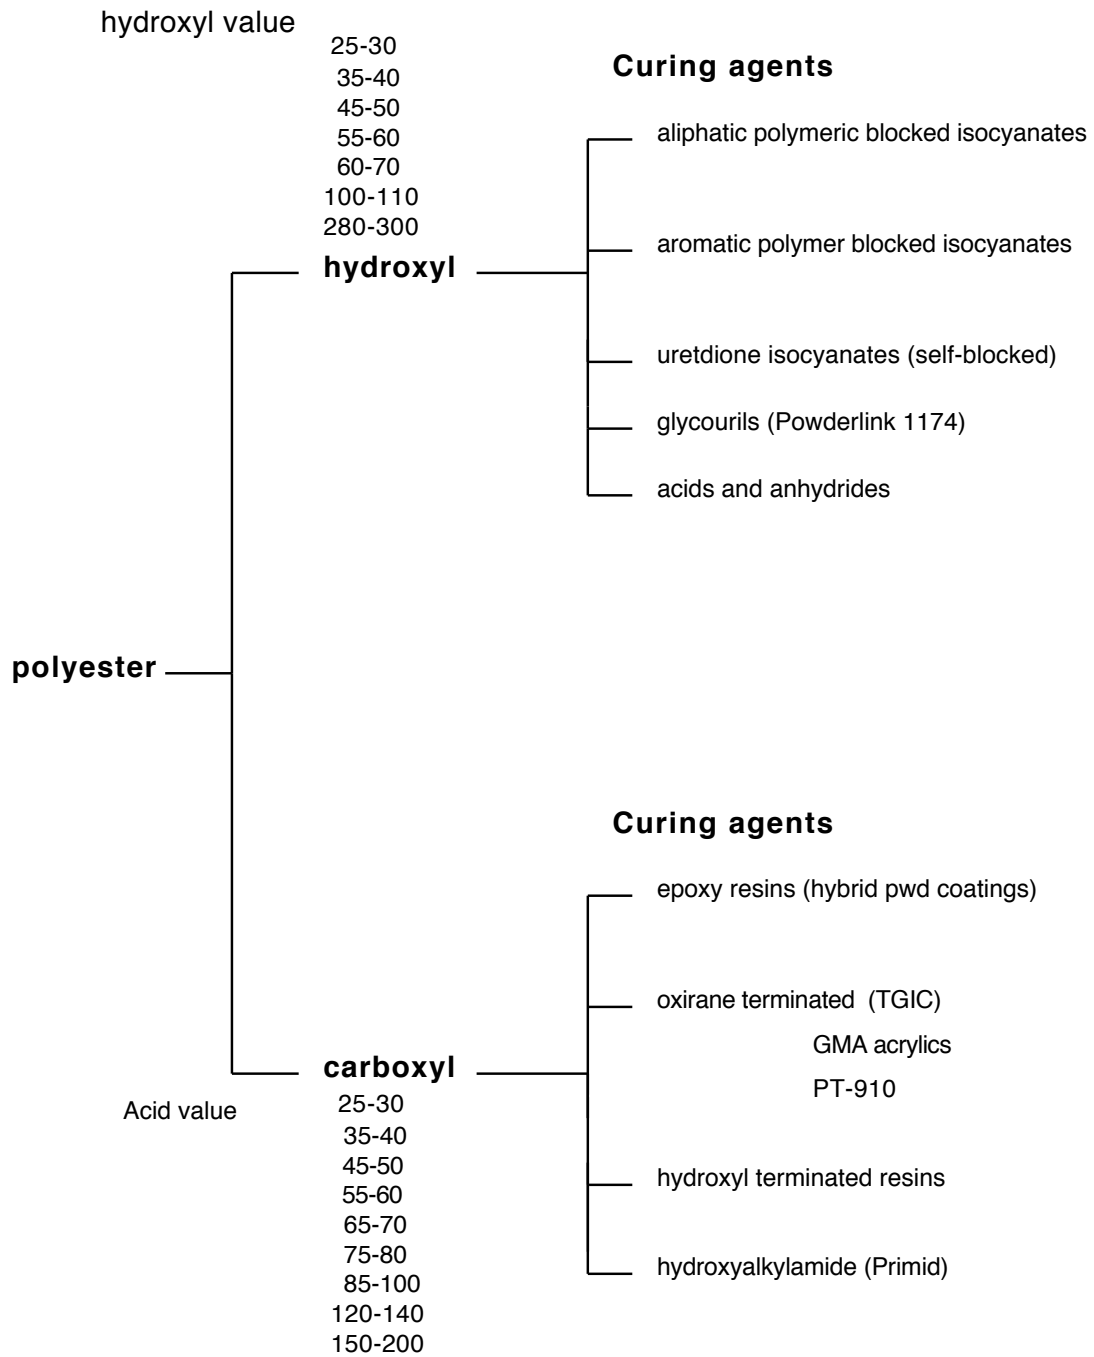 hydroxyl value
25-30
35-40
45-50
55-60
60-70
100-110
280-300
hydroxyl
Curing agents
aliphatic polymeric blocked isocyanates
aromatic polymer blocked isocyanates
uretdione isocyanates (self-blocked)
glycourils (Powderlink 1174)
acids and anhydrides
polyester
Curing agents
epoxy resins (hybrid pwd coatings)
oxirane terminated (TGIC)
GMA acrylics
PT-910
hydroxyl terminated resins
hydroxyalkylamide (Primid)
carboxyl
Acid value
25-30
35-40
45-50
55-60
65-70
75-80
85-100
120-140
150-200